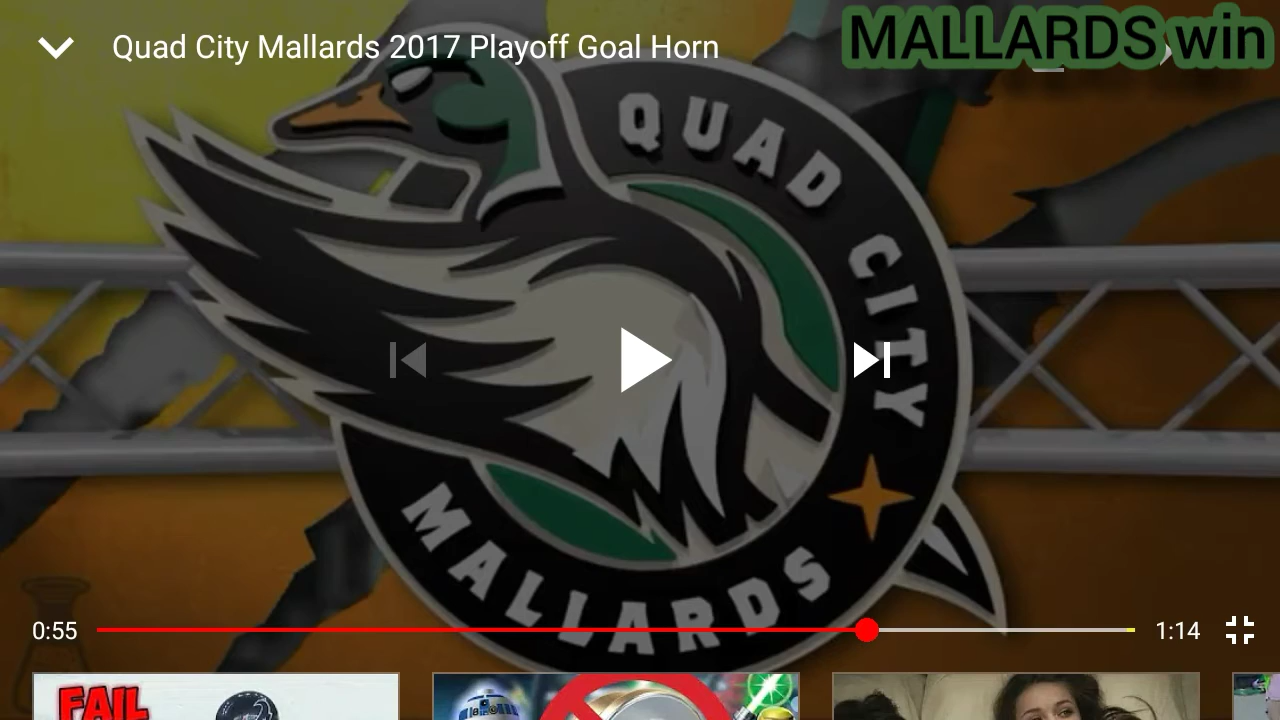 Quad City Mallards 2017 Playoff Goal Horn
MALLARDS win
QUAD CITY
MALLARDS
0:55
1:14
FAIL